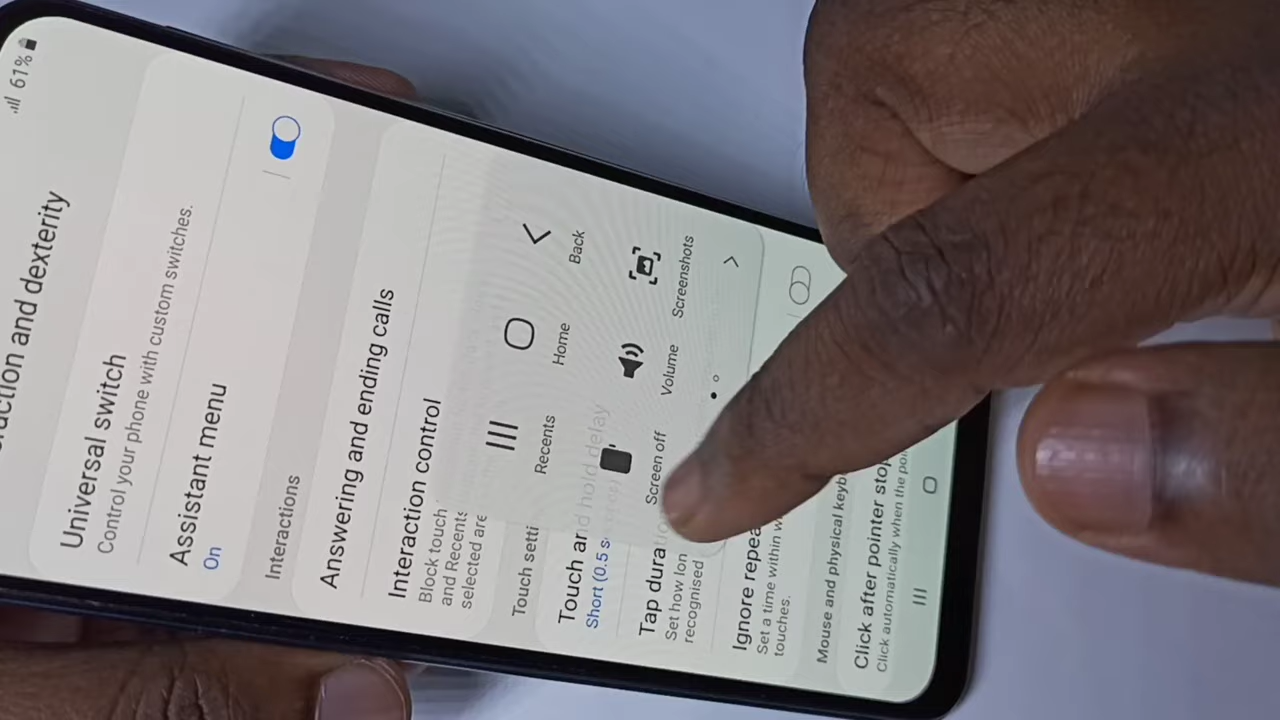 61%
action and dexterity
Universal switch
Control your phone with custom switches.
Assistant menu
On
Interactions
Answering and ending calls
Interaction control
Block touch
and Recents
selected are
Touch setti
Touch and hold delay
Short (0.5 s
Tap durati
Set how lon
recognised
Ignore repea
Set a time within w
touches.
Mouse and physical keyb
Click after pointer stop
Click automatically when the poi
Recents
Home
Back
Screen off
Volume
Screenshots